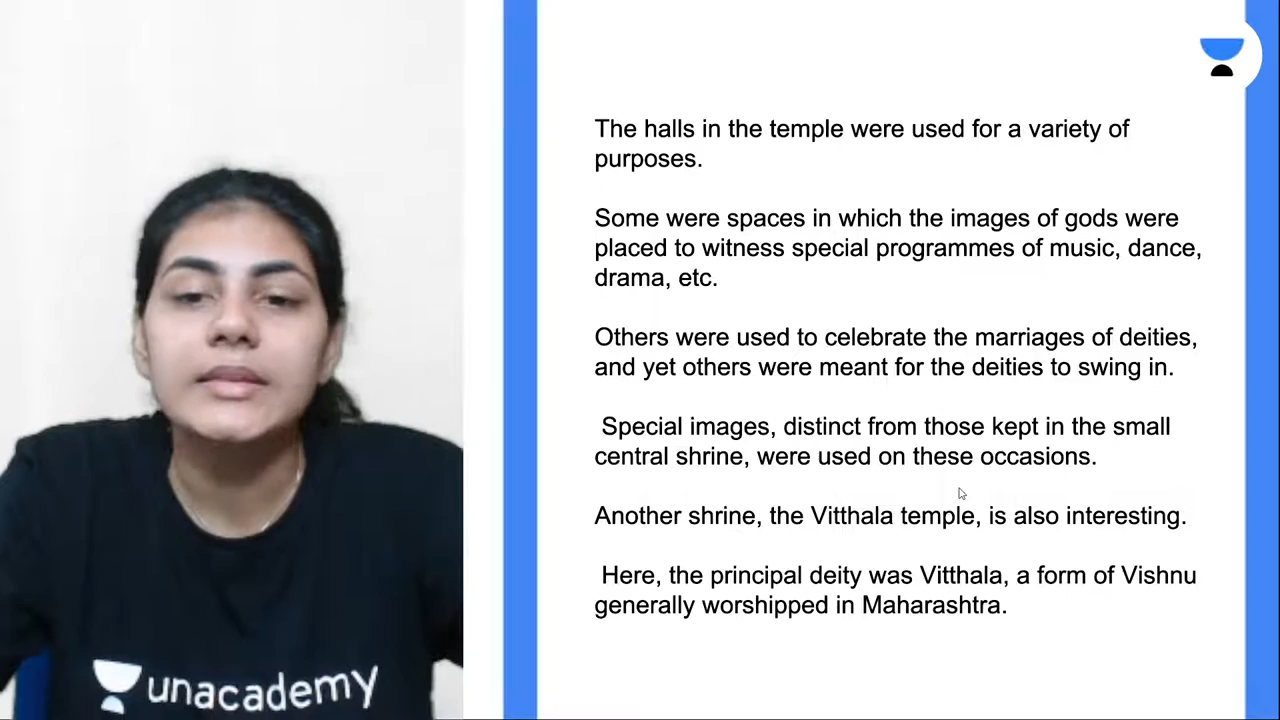 The halls in the temple were used for a variety of
purposes.
Some were spaces in which the images of gods were
placed to witness special programmes of music, dance,
drama, etc.
Others were used to celebrate the marriages of deities,
and yet others were meant for the deities to swing in.
Special images, distinct from those kept in the small
central shrine, were used on these occasions.
Another shrine, the Vitthala temple, is also interesting.
Here, the principal deity was Vitthala, a form of Vishnu
generally worshipped in Maharashtra.
unacademy